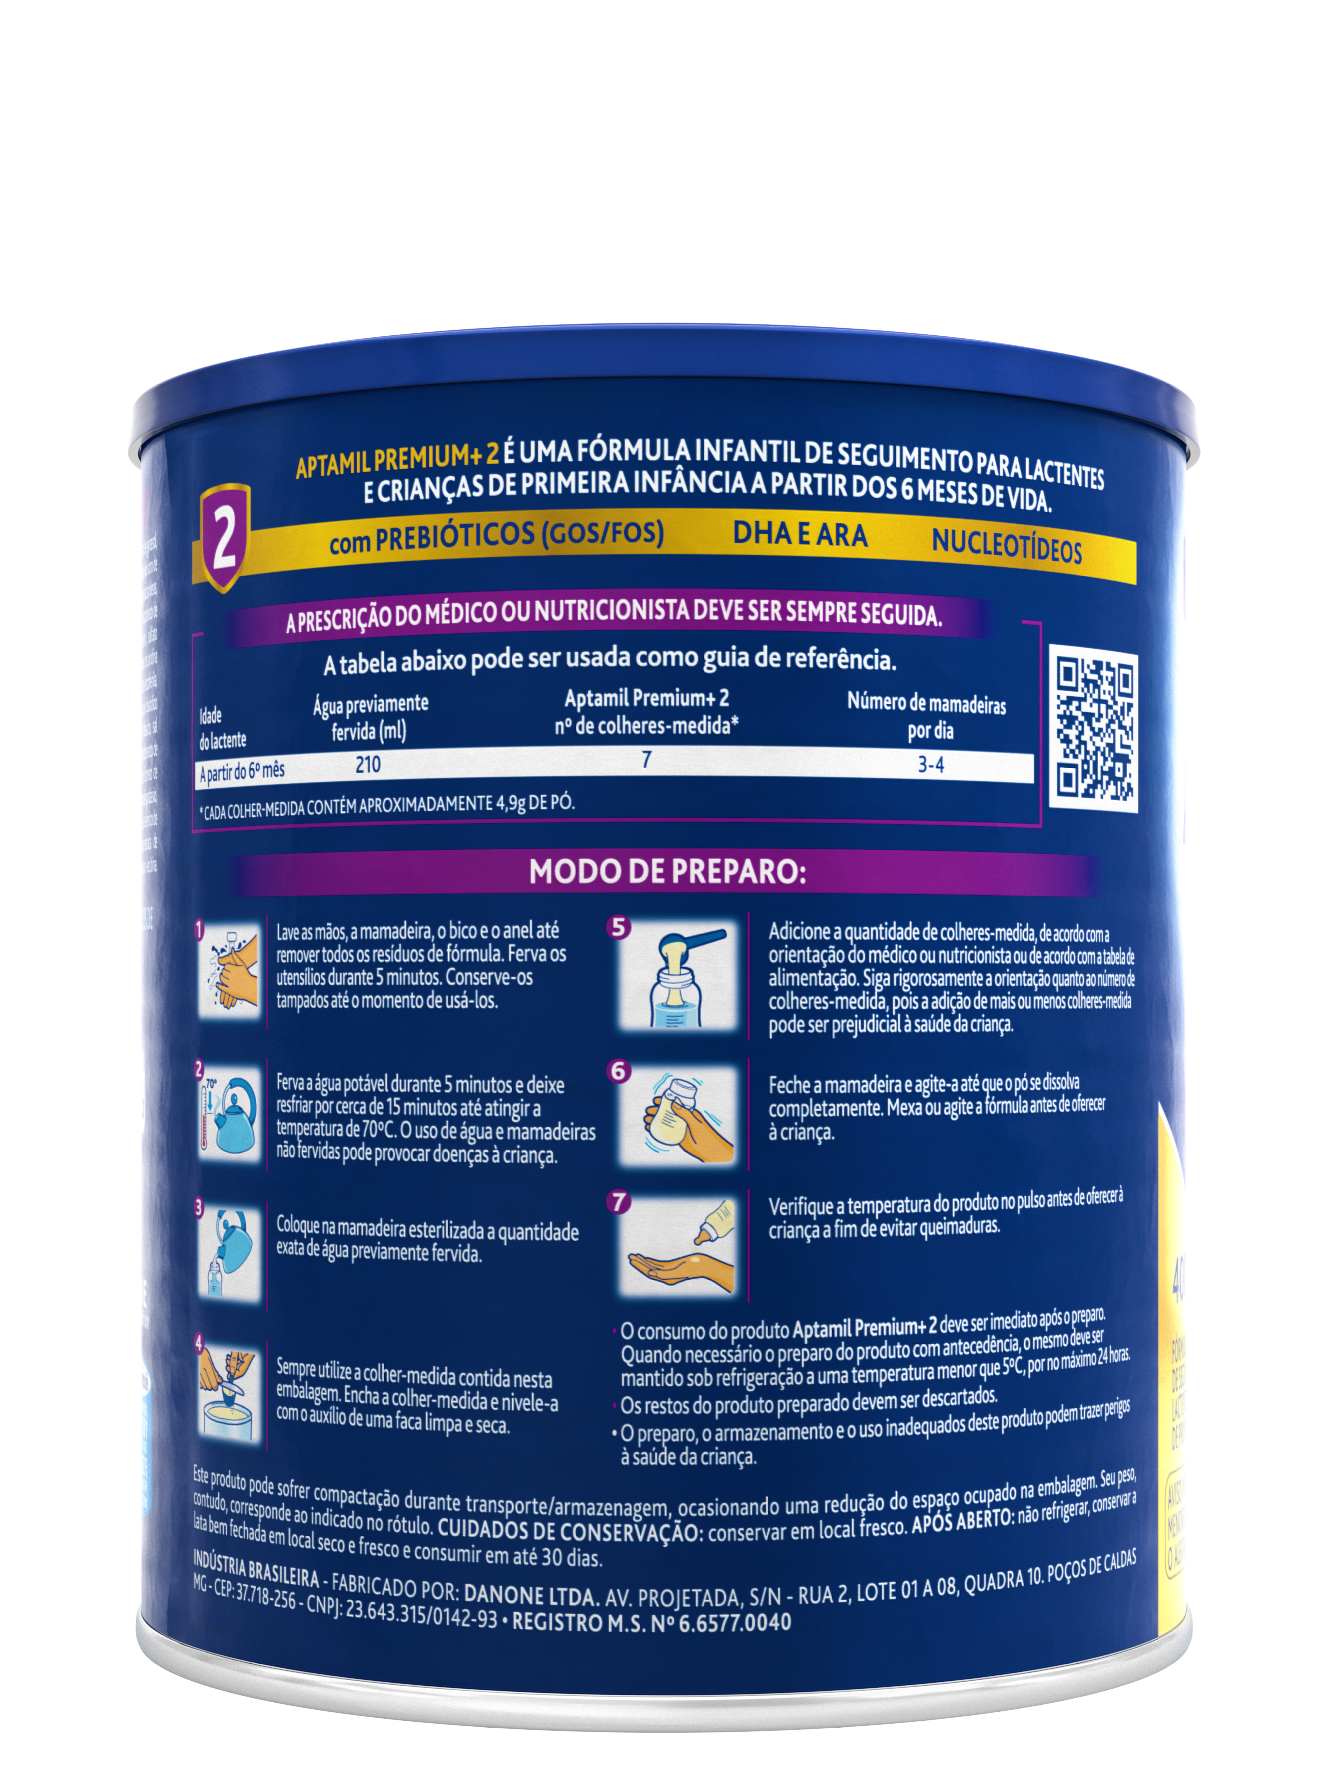 APTAMIL PREMIUM+ 2 É UMA FÓRMULA INFANTIL DE SEGUIMENTO PARA LACTENTES
E CRIANÇAS DE PRIMEIRA INFÂNCIA A PARTIR DOS 6 MESES DE VIDA.
2
com PREBIÓTICOS (GOS/FOS) DHA E ARA NUCLEOTÍDEOS
A PRESCRIÇÃO DO MÉDICO OU NUTRICIONISTA DEVE SER SEMPRE SEGUIDA.
A tabela abaixo pode ser usada como guia de referência.
Idade
do lactente
Água previamente
fervida (ml)
Aptamil Premium+ 2
nº de colheres-medida*
Número de mamadeiras
por dia
A partir do 6º mês 210 7 3-4
* CADA COLHER-MEDIDA CONTÉM APROXIMADAMENTE 4,9g DE PÓ.
MODO DE PREPARO:
1
Lave as mãos, a mamadeira, o bico e o anel até
remover todos os resíduos de fórmula. Ferva os
utensílios durante 5 minutos. Conserve-os
tampados até o momento de usá-los.
2
70º
Ferva a água potável durante 5 minutos e deixe
resfriar por cerca de 15 minutos até atingir a
temperatura de 70ºC. O uso de água e mamadeiras
não fervidas pode provocar doenças à criança.
3
Coloque na mamadeira esterilizada a quantidade
exata de água previamente fervida.
4
Sempre utilize a colher-medida contida nesta
embalagem. Encha a colher-medida e nivele-a
com o auxílio de uma faca limpa e seca.
5
Adicione a quantidade de colheres-medida, de acordo com a
orientação do médico ou nutricionista ou de acordo com a tabela de
alimentação. Siga rigorosamente a orientação quanto ao número de
colheres-medida, pois a adição de mais ou menos colheres-medida
pode ser prejudicial à saúde da criança.
6
Feche a mamadeira e agite-a até que o pó se dissolva
completamente. Mexa ou agite a fórmula antes de oferecer
à criança.
7
Verifique a temperatura do produto no pulso antes de oferecer à
criança a fim de evitar queimaduras.
• O consumo do produto Aptamil Premium+ 2 deve ser imediato após o preparo.
Quando necessário o preparo do produto com antecedência, o mesmo deve ser
mantido sob refrigeração a uma temperatura menor que 5ºC, por no máximo 24 horas.
• Os restos do produto preparado devem ser descartados.
• O preparo, o armazenamento e o uso inadequados deste produto podem trazer perigos
à saúde da criança.
Este produto pode sofrer compactação durante transporte/armazenagem, ocasionando uma redução do espaço ocupado na embalagem. Seu peso,
contudo, corresponde ao indicado no rótulo. CUIDADOS DE CONSERVAÇÃO: conservar em local fresco. APÓS ABERTO: não refrigerar, conservar a
lata bem fechada em local seco e fresco e consumir em até 30 dias.
INDÚSTRIA BRASILEIRA - FABRICADO POR: DANONE LTDA. AV. PROJETADA, S/N - RUA 2, LOTE 01 A 08, QUADRA 10. POÇOS DE CALDAS
MG - CEP: 37.718-256 - CNPJ: 23.643.315/0142-93 • REGISTRO M.S. Nº 6.6577.0040